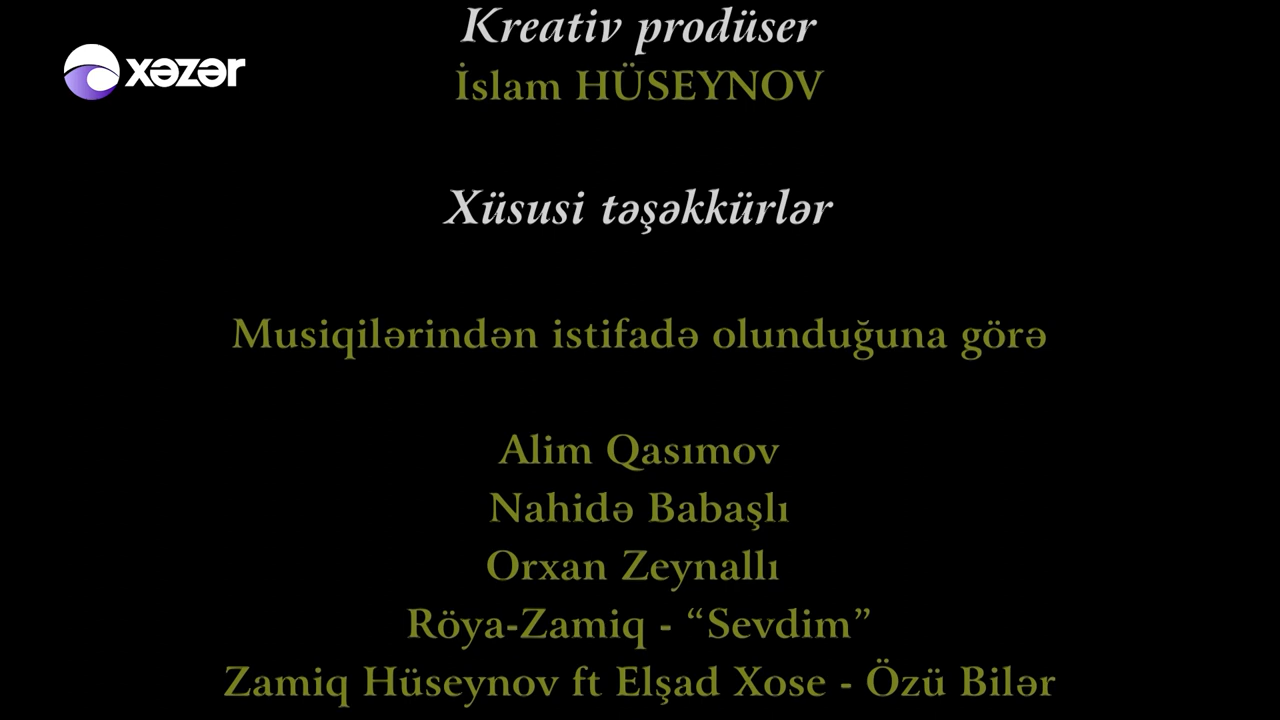 Kreativ prodüser
xəzər
İslam HÜSEYNOV
Xüsusi təşəkkürlər
Musiqilərindən istifadə olunduğuna görə
Alim Qasımov
Nahidə Babaşlı
Orxan Zeynallı
Röya-Zamiq - “Sevdim”
Zamiq Hüseynov ft Elşad Xose - Özü Bilər